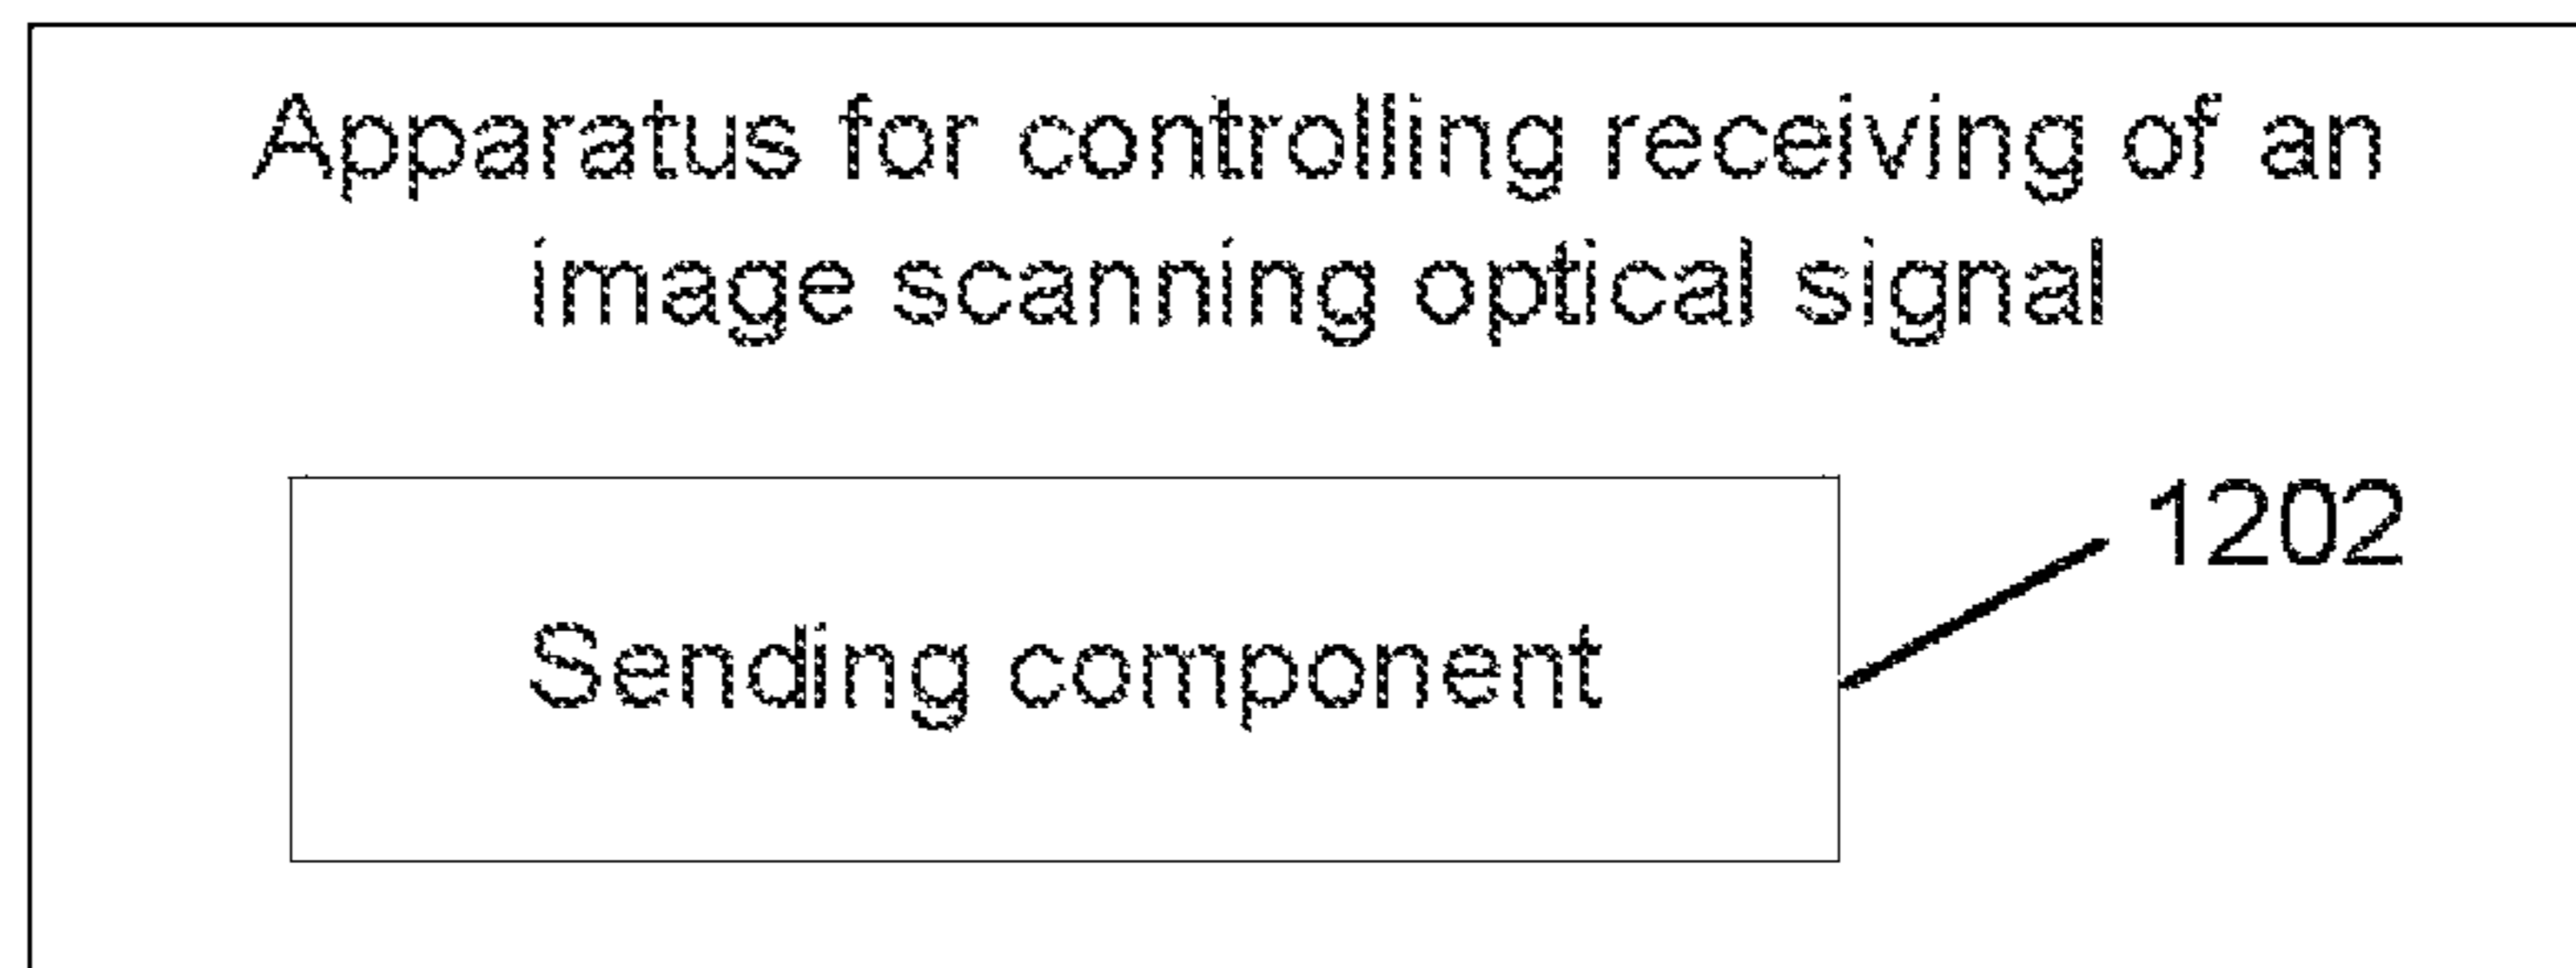 Apparatus for controlling receiving of an
image scanning optical signal
1202
Sending component